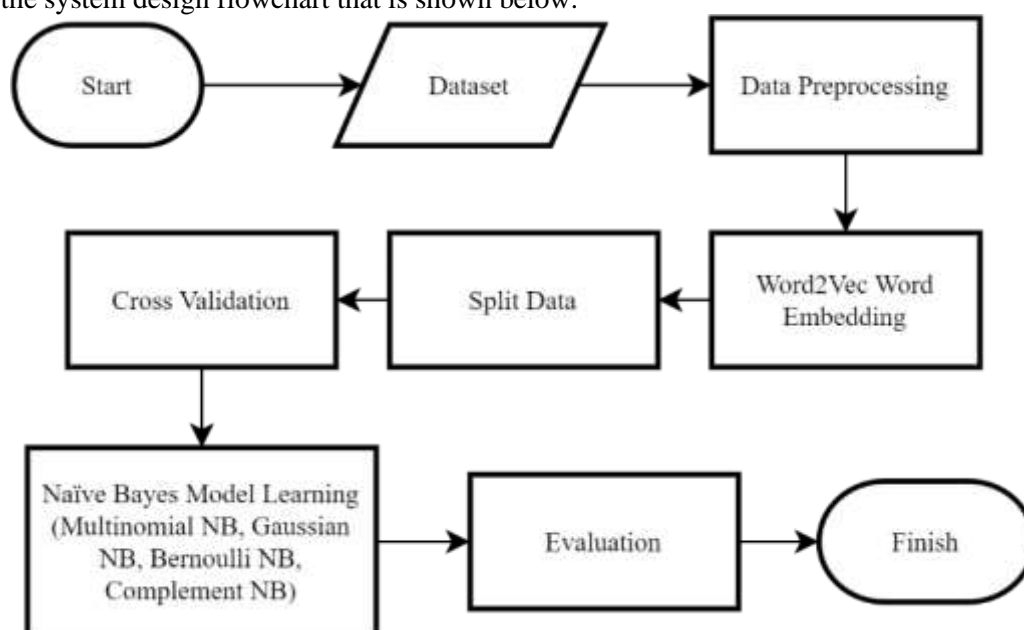 the system design flowchart that is shown below:
Start
Dataset
Data Preprocessing
Word2Vec Word
Embedding
Split Data
Cross Validation
Naïve Bayes Model Learning
(Multinomial NB, Gaussian
NB, Bernoulli NB,
Complement NB)
Evaluation
Finish